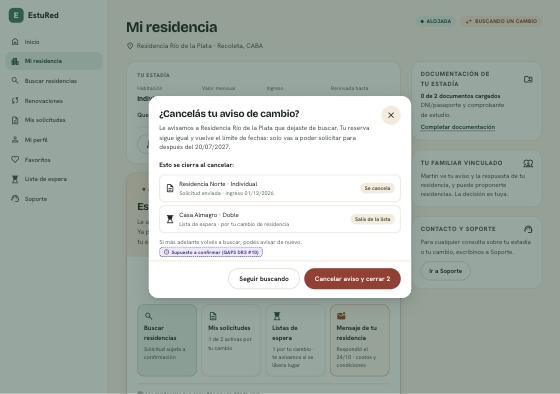 E EstuRed
Inicio
Mi residencia
Buscar residencias
Renovaciones
Mis solicitudes
Mi perfil
Favoritos
Lista de espera
Soporte
Mi residencia
ALOJADA
BUSCANDO UN CAMBIO
Residencia Río de la Plata · Recoleta, CABA
TU ESTADÍA
Habitación Valor mensual Ingreso Renovada hasta
¿Cancelás tu aviso de cambio?
Le avisamos a Residencia Río de la Plata que dejaste de buscar. Tu reserva
sigue igual y vuelve el límite de fechas: solo vas a poder solicitar para
después del 20/07/2027.
Esto se cierra al cancelar:
Residencia Norte · Individual
Solicitud enviada · ingreso 01/12/2026
Se cancela
Casa Almagro · Doble
Lista de espera · por tu cambio de residencia
Salís de la lista
Si más adelante volvés a buscar, podés avisar de nuevo.
Supuesto a confirmar (GAPS DR3 #10)
Seguir buscando
Cancelar aviso y cerrar 2
Buscar
residencias
Solicitud sujeta a
confirmación
Mis solicitudes
1 de 2 activas por
tu cambio
Listas de
espera
1 por tu cambio ·
te avisamos si se
libera lugar
Mensaje de tu
residencia
Respondió el
24/10 · costos y
condiciones
DOCUMENTACIÓN DE
TU ESTADÍA
0 de 2 documentos cargados
DNI/pasaporte y comprobante
de estudio.
Completar documentación
TU FAMILIAR VINCULADO
Martín ve tu aviso y la respuesta de tu
residencia, y puede proponerte
residencias. La decisión es tuya.
CONTACTO Y SOPORTE
Para cualquier consulta sobre tu estadía
o tu cambio, escribinos a Soporte.
Ir a Soporte